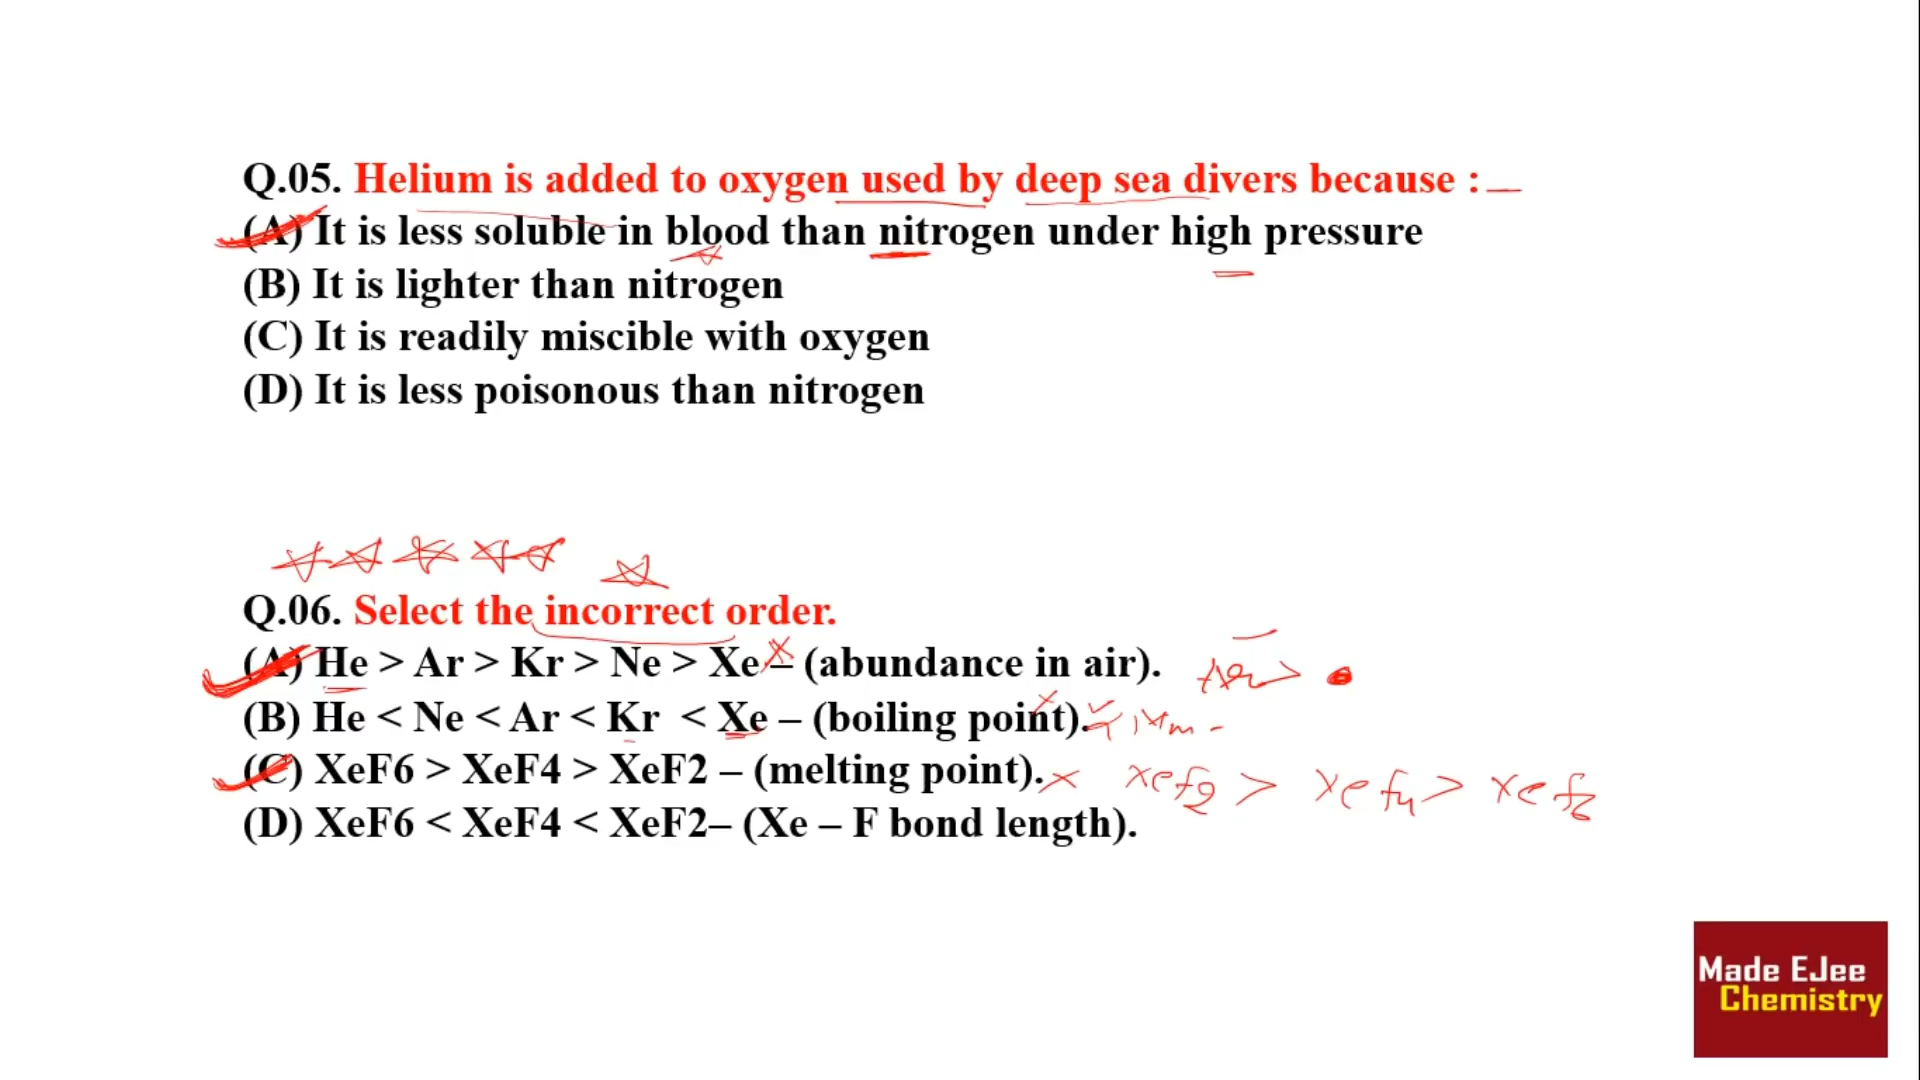 Q.05. Helium is added to oxygen used by deep sea divers because :
(A) It is less soluble in blood than nitrogen under high pressure
(B) It is lighter than nitrogen
(C) It is readily miscible with oxygen
(D) It is less poisonous than nitrogen
Q.06. Select the incorrect order.
(A) He > Ar > Kr > Ne > Xe – (abundance in air).
(B) He < Ne < Ar < Kr < Xe – (boiling point).
(C) XeF6 > XeF4 > XeF2 – (melting point). × xef2 > xef4 > xef6
(D) XeF6 < XeF4 < XeF2– (Xe – F bond length).
Made EJee
Chemistry